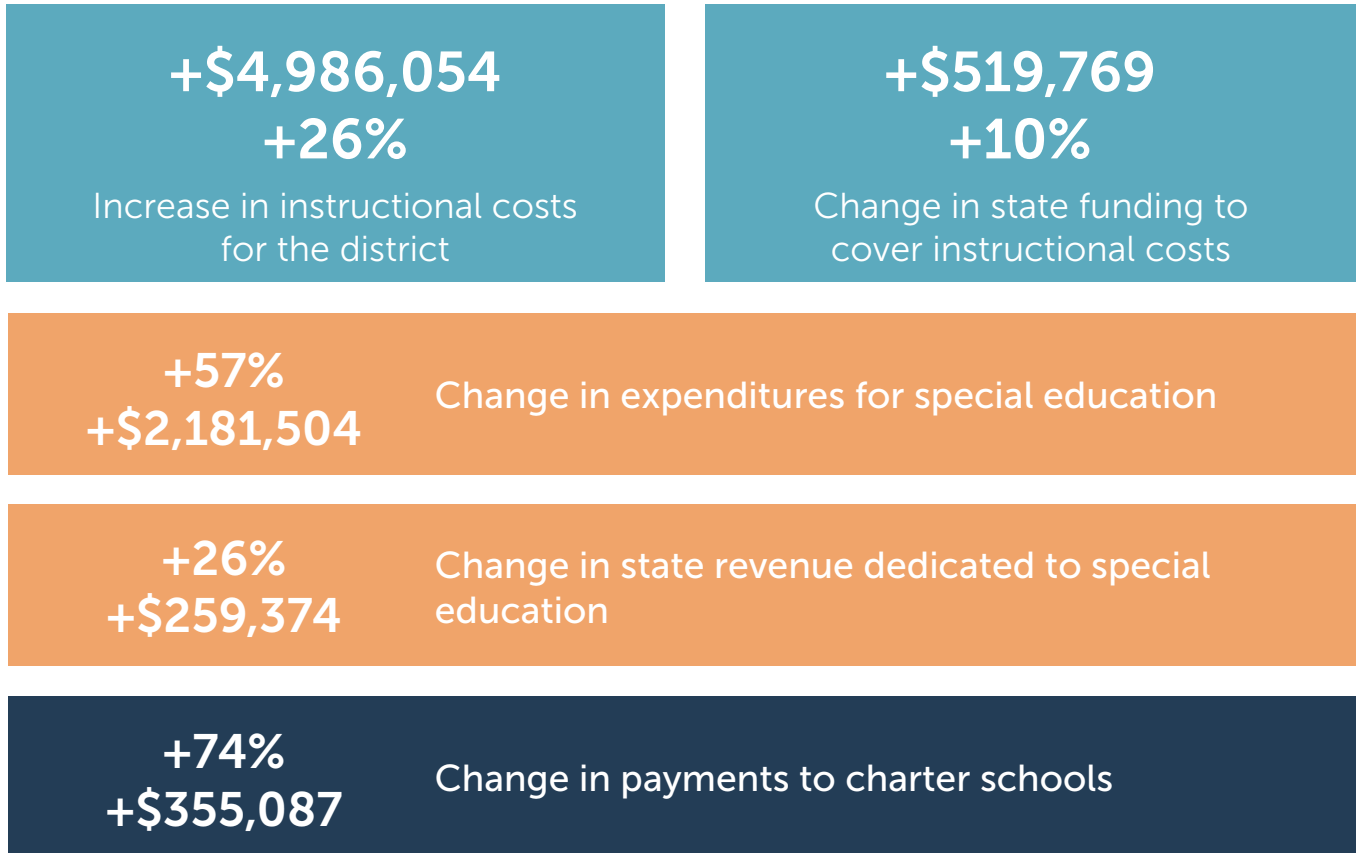 +$4,986,054
+26%
Increase in instructional costs
for the district
+$519,769
+10%
Change in state funding to
cover instructional costs
+57%
+$2,181,504
Change in expenditures for special education
+26%
+$259,374
Change in state revenue dedicated to special
education
+74%
+$355,087
Change in payments to charter schools